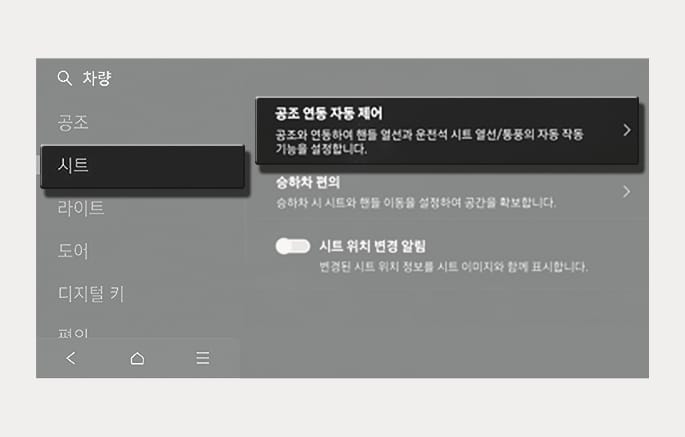 차량
공조
시트
라이트
도어
디지털 키
편의
공조 연동 자동 제어
공조와 연동하여 핸들 열선과 운전석 시트 열선/통풍의 자동 작동
기능을 설정합니다.
승하차 편의
승하차 시 시트와 핸들 이동을 설정하여 공간을 확보합니다.
시트 위치 변경 알림
변경된 시트 위치 정보를 시트 이미지와 함께 표시합니다.